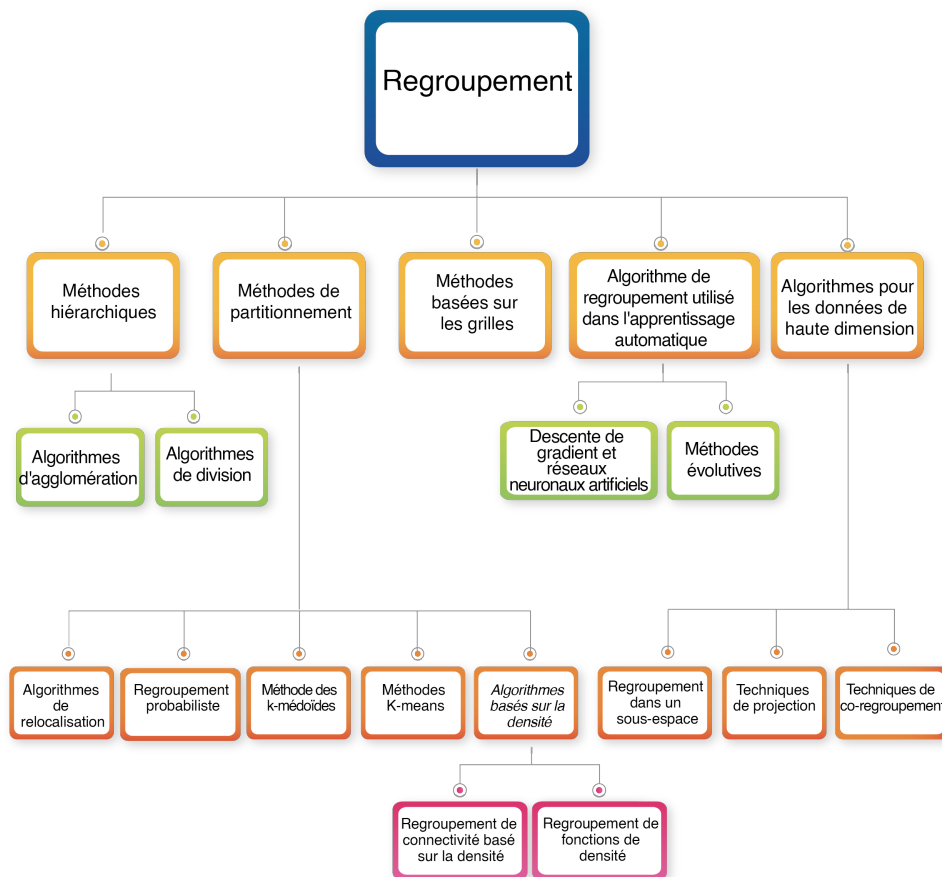 Regroupement
Méthodes
hiérarchiques
Méthodes de
partitionnement
Méthodes
basées sur
les grilles
Algorithme de
regroupement utilisé
dans l'apprentissage
automatique
Algorithmes pour
les données de
haute dimension
Algorithmes
d'agglomération
Algorithmes
de division
Descente de
gradient et
réseaux
neuronaux artificiels
Méthodes
évolutives
Algorithmes
de
relocalisation
Regroupement
probabiliste
Méthode des
k-médoïdes
Méthodes
K-means
Algorithmes
basés sur la
densité
Regroupement
dans un
sous-espace
Techniques
de projection
Techniques de
co-regroupement
Regroupement de
connectivité basé
sur la densité
Regroupement de
fonctions de
densité